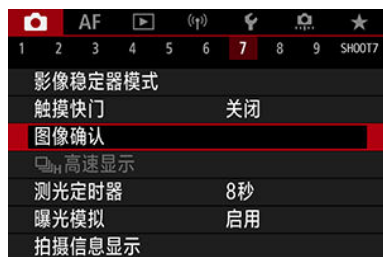 AF
1 2 3 4 5 6 7 8 9 SHOOT7
影像稳定器模式
触摸快门 关闭
图像确认
H高速显示
测光定时器 8秒
曝光模拟 启用
拍摄信息显示